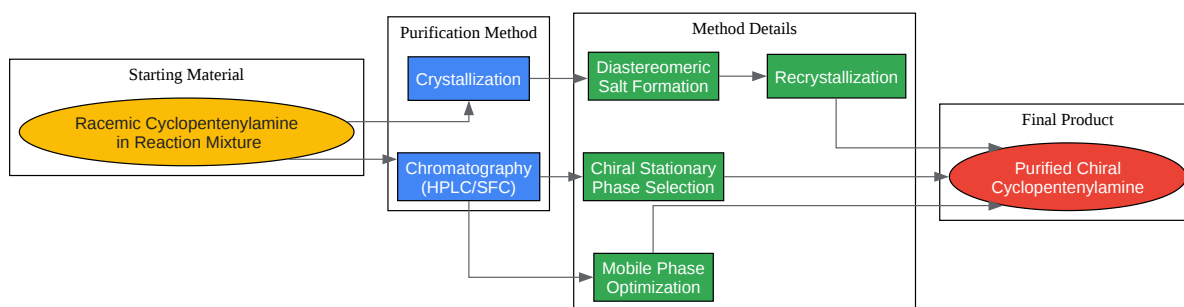 Starting Material
Racemic Cyclopentenylamine
in Reaction Mixture
Purification Method
Crystallization
Chromatography
(HPLC/SFC)
Method Details
Diastereomeric
Salt Formation
Recrystallization
Chiral Stationary
Phase Selection
Mobile Phase
Optimization
Final Product
Purified Chiral
Cyclopentenylamine